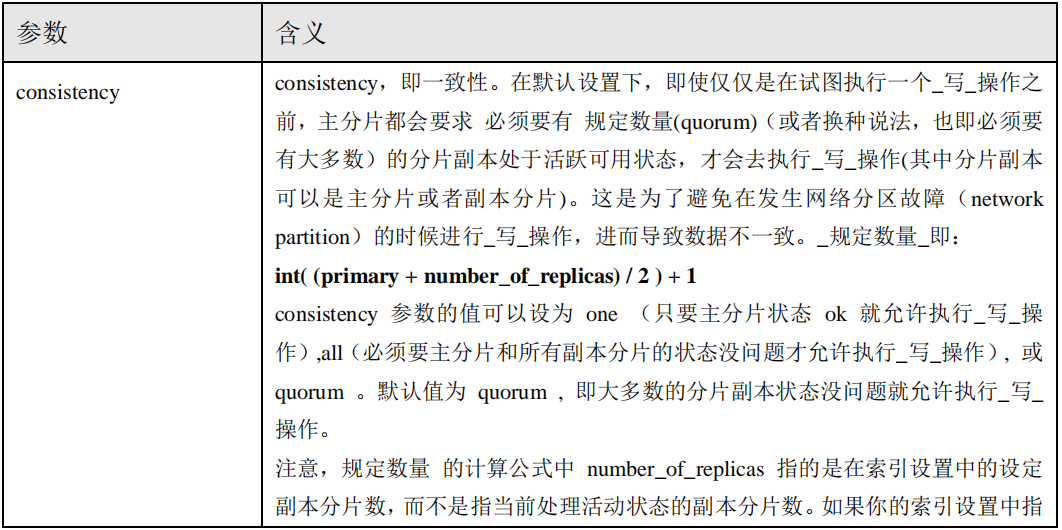 参数 含义
consistency
consistency，即一致性。在默认设置下，即使仅仅是在试图执行一个_写_操作之
前，主分片都会要求 必须要有 规定数量(quorum)（或者换种说法，也即必须要
有大多数）的分片副本处于活跃可用状态，才会去执行_写_操作(其中分片副本
可以是主分片或者副本分片)。这是为了避免在发生网络分区故障（network
partition）的时候进行_写_操作，进而导致数据不一致。_规定数量_即：
int( (primary + number_of_replicas) / 2 ) + 1
consistency 参数的值可以设为 one （只要主分片状态 ok 就允许执行_写_操
作）,all（必须要主分片和所有副本分片的状态没问题才允许执行_写_操作）, 或
quorum 。默认值为 quorum , 即大多数的分片副本状态没问题就允许执行_写_
操作。
注意，规定数量 的计算公式中 number_of_replicas 指的是在索引设置中的设定
副本分片数，而不是指当前处理活动状态的副本分片数。如果你的索引设置中指